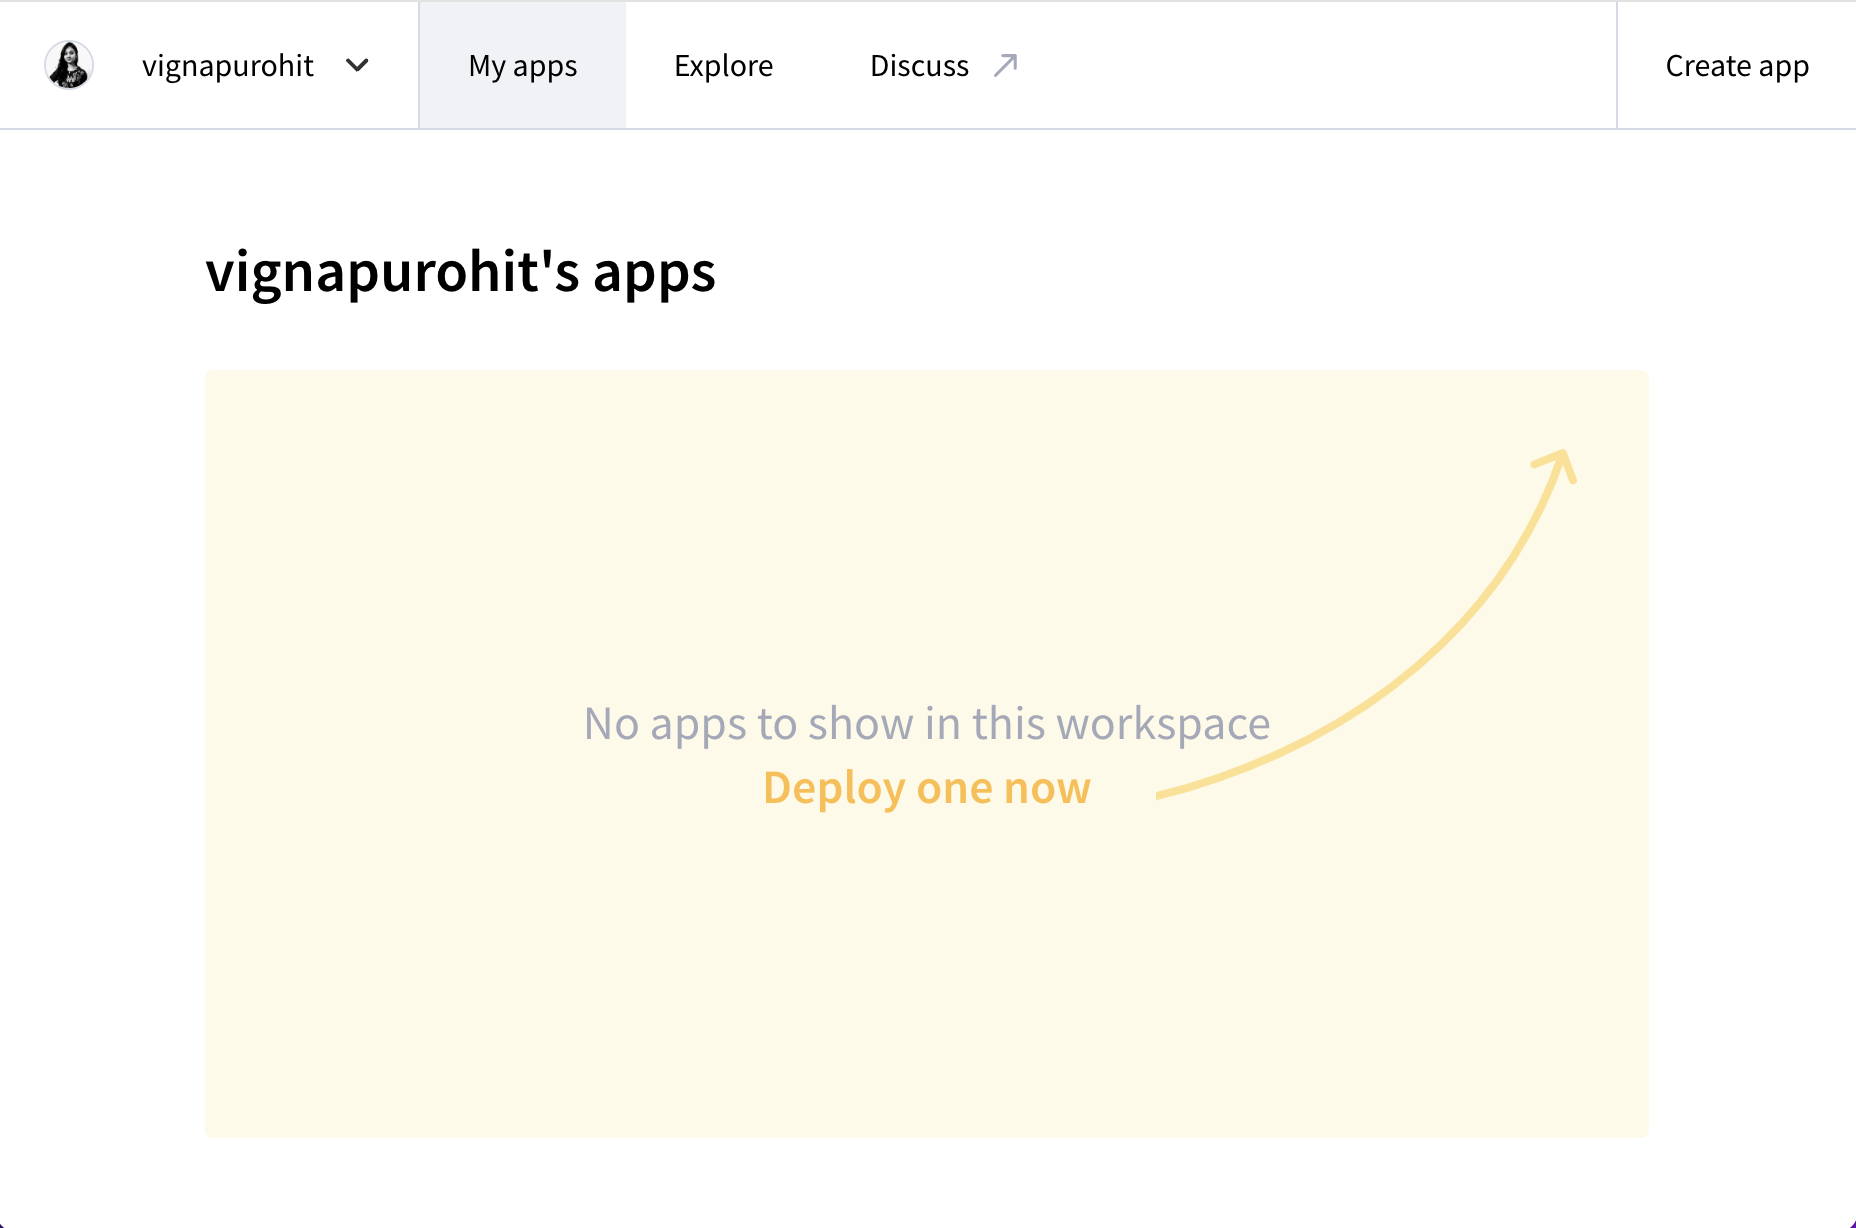 vignapurohit
My apps
Explore
Discuss
Create app
vignapurohit's apps
No apps to show in this workspace
Deploy one now